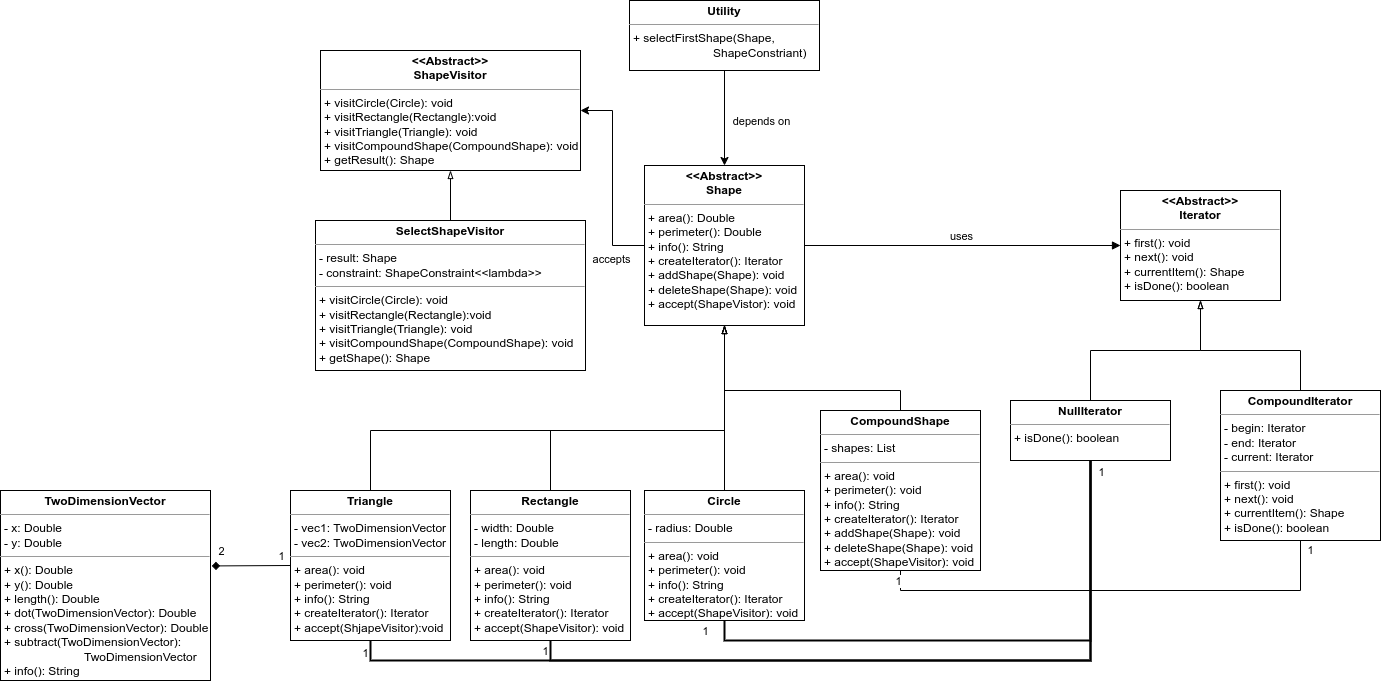 Utility
+ selectFirstShape(Shape,
ShapeConstriant)
<<Abstract>>
ShapeVisitor
+ visitCircle(Circle): void
+ visitRectangle(Rectangle):void
+ visitTriangle(Triangle): void
+ visitCompoundShape(CompoundShape): void
+ getResult(): Shape
depends on
<<Abstract>>
Shape
+ area(): Double
+ perimeter(): Double
+ info(): String
+ createIterator(): Iterator
+ addShape(Shape): void
+ deleteShape(Shape): void
+ accept(ShapeVistor): void
uses
<<Abstract>>
Iterator
+ first(): void
+ next(): void
+ currentItem(): Shape
+ isDone(): boolean
SelectShapeVisitor
- result: Shape
- constraint: ShapeConstraint<<lambda>>
+ visitCircle(Circle): void
+ visitRectangle(Rectangle):void
+ visitTriangle(Triangle): void
+ visitCompoundShape(CompoundShape): void
+ getShape(): Shape
accepts
CompoundShape
- shapes: List
+ area(): void
+ perimeter(): void
+ info(): String
+ createIterator(): Iterator
+ addShape(Shape): void
+ deleteShape(Shape): void
+ accept(ShapeVisitor): void
1
NullIterator
+ isDone(): boolean
1
CompoundIterator
- begin: Iterator
- end: Iterator
- current: Iterator
+ first(): void
+ next(): void
+ currentItem(): Shape
+ isDone(): boolean
1
TwoDimensionVector
- x: Double
- y: Double
+ x(): Double
+ y(): Double
+ length(): Double
+ dot(TwoDimensionVector): Double
+ cross(TwoDimensionVector): Double
+ subtract(TwoDimensionVector):
TwoDimensionVector
+ info(): String
2
1
Triangle
- vec1: TwoDimensionVector
- vec2: TwoDimensionVector
+ area(): void
+ perimeter(): void
+ info(): String
+ createIterator(): Iterator
+ accept(ShjapeVisitor):void
1
Rectangle
- width: Double
- length: Double
+ area(): void
+ perimeter(): void
+ info(): String
+ createIterator(): Iterator
+ accept(ShapeVisitor): void
1
Circle
- radius: Double
+ area(): void
+ perimeter(): void
+ info(): String
+ createIterator(): Iterator
+ accept(ShapeVisitor): void
1